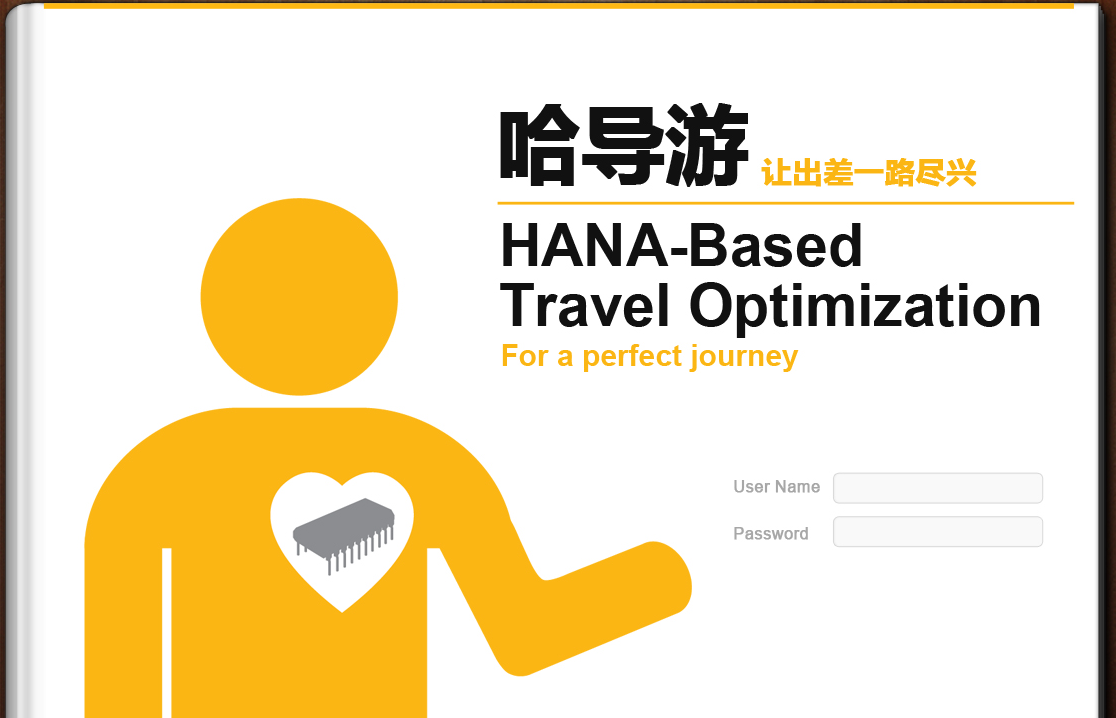 哈导游 让出差一路尽兴
HANA-Based
Travel Optimization
For a perfect journey
User Name
Password